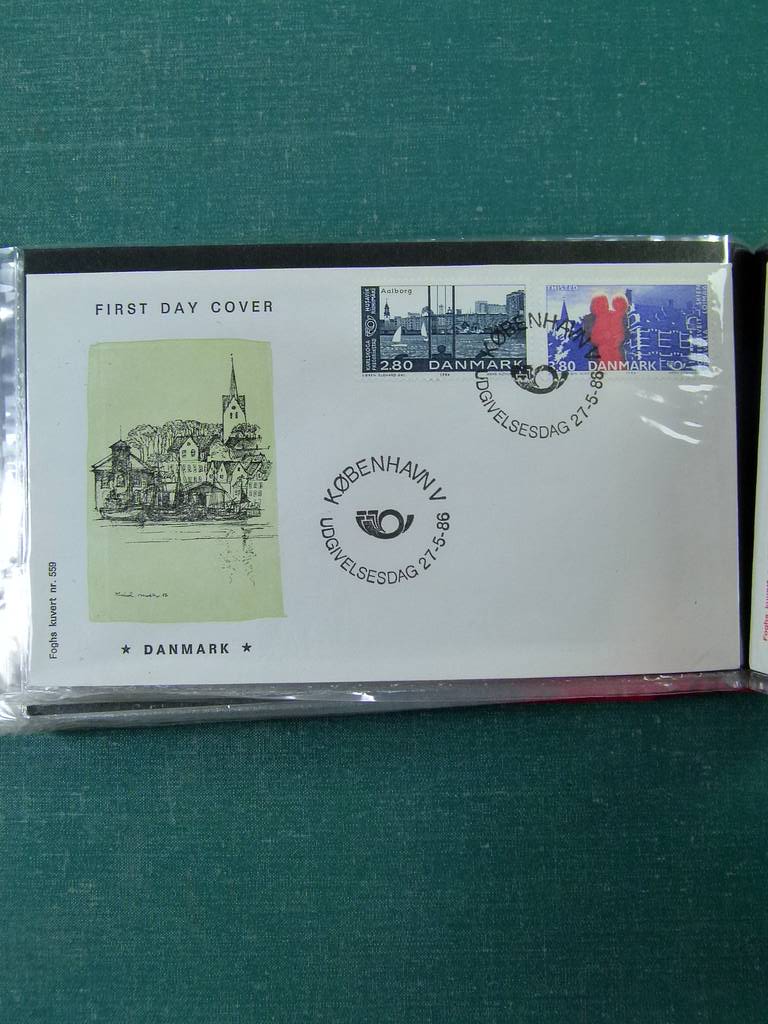 FIRST DAY COVER
Aalborg
2.80 DANMARK
THISTED
2.80 DANMARK
KØBENHAVN V
UDGIVELSESDAG 27-5-86
KØBENHAVN V
UDGIVELSESDAG 27-5-86
Foghs kuvert nr. 559
★ DANMARK ★